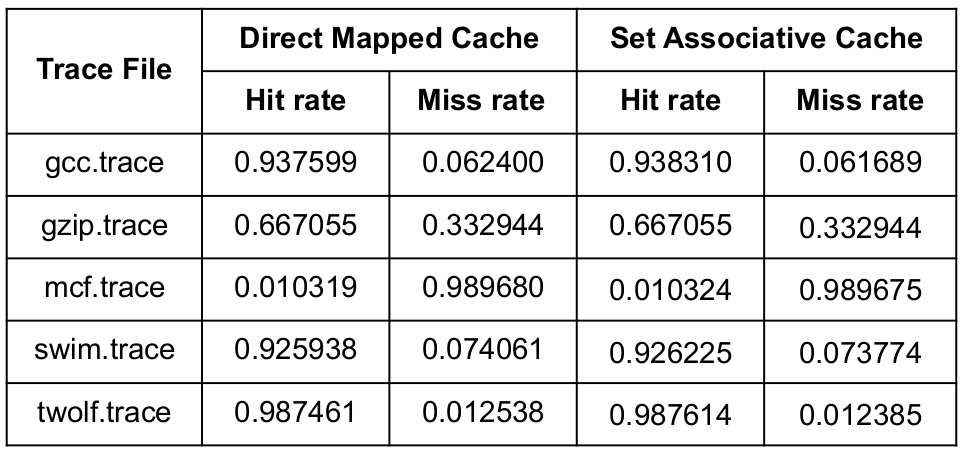 Trace File Direct Mapped Cache Set Associative Cache
Hit rate Miss rate Hit rate Miss rate
gcc.trace 0.937599 0.062400 0.938310 0.061689
gzip.trace 0.667055 0.332944 0.667055 0.332944
mcf.trace 0.010319 0.989680 0.010324 0.989675
swim.trace 0.925938 0.074061 0.926225 0.073774
twolf.trace 0.987461 0.012538 0.987614 0.012385